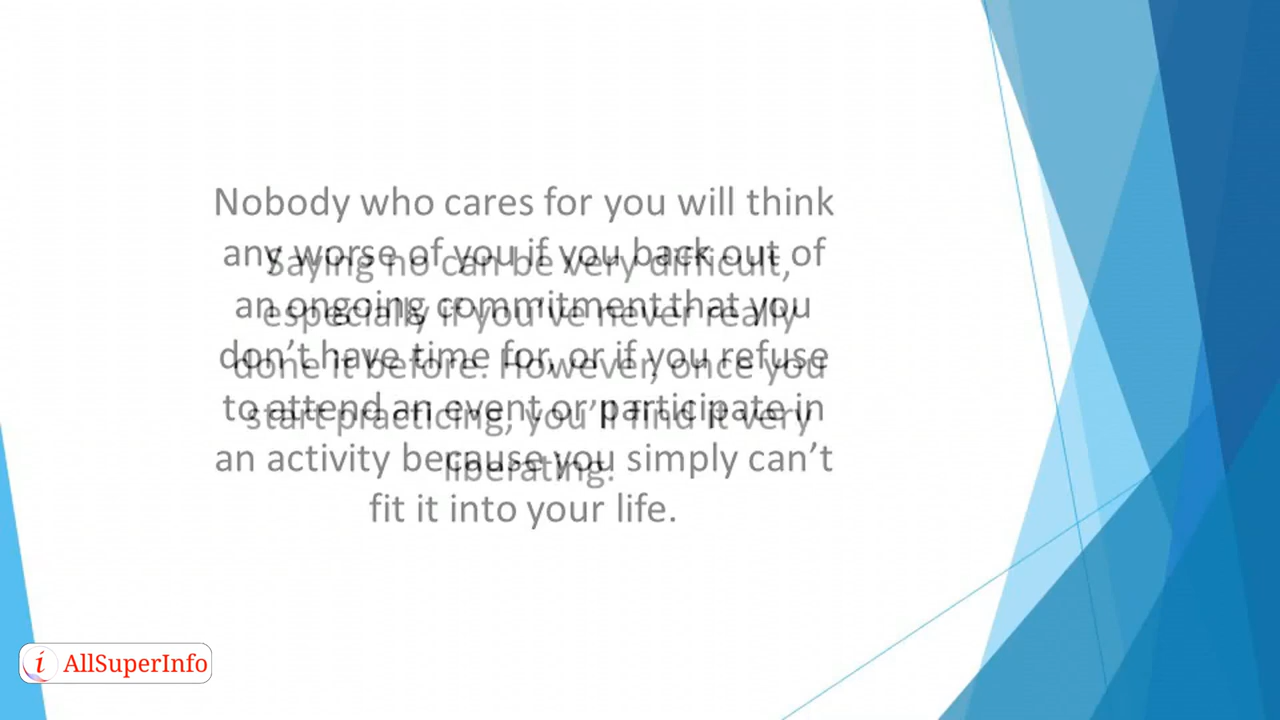 Nobody who cares for you will think
any worse of you if you back out of
an ongoing commitment that you
don't have time for, or if you refuse
to attend an event or participate in
an activity because you simply can't
fit it into your life.
Saying no can be very difficult,
especially if you've never really
done it before. However, once you
start practicing, you'll find it very
liberating.
i AllSuperInfo